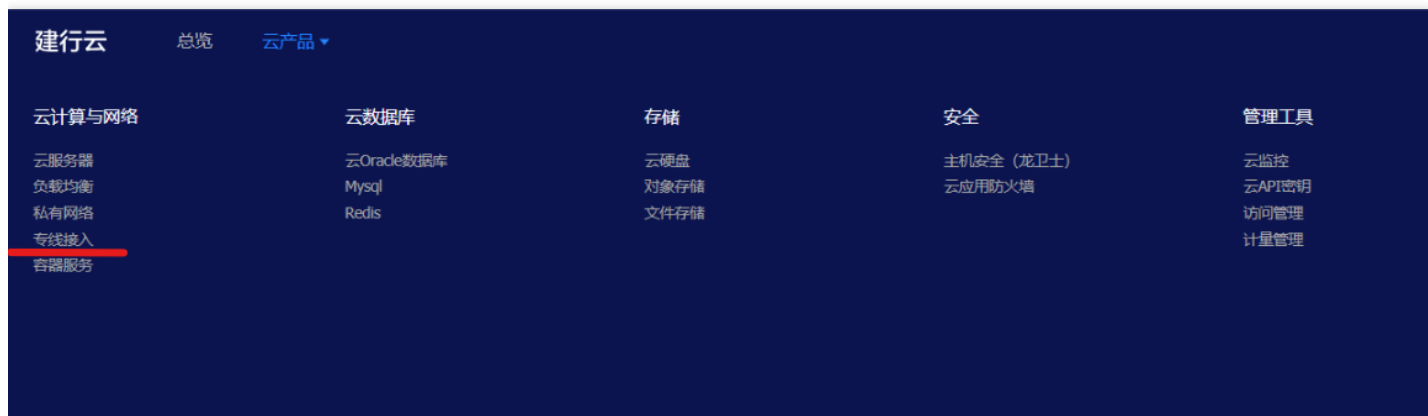 建行云 总览 云产品
云计算与网络
云服务器
负载均衡
私有网络
专线接入
容器服务
云数据库
云Oracle数据库
Mysql
Redis
存储
云硬盘
对象存储
文件存储
安全
主机安全（龙卫士）
云应用防火墙
管理工具
云监控
云API密钥
访问管理
计量管理